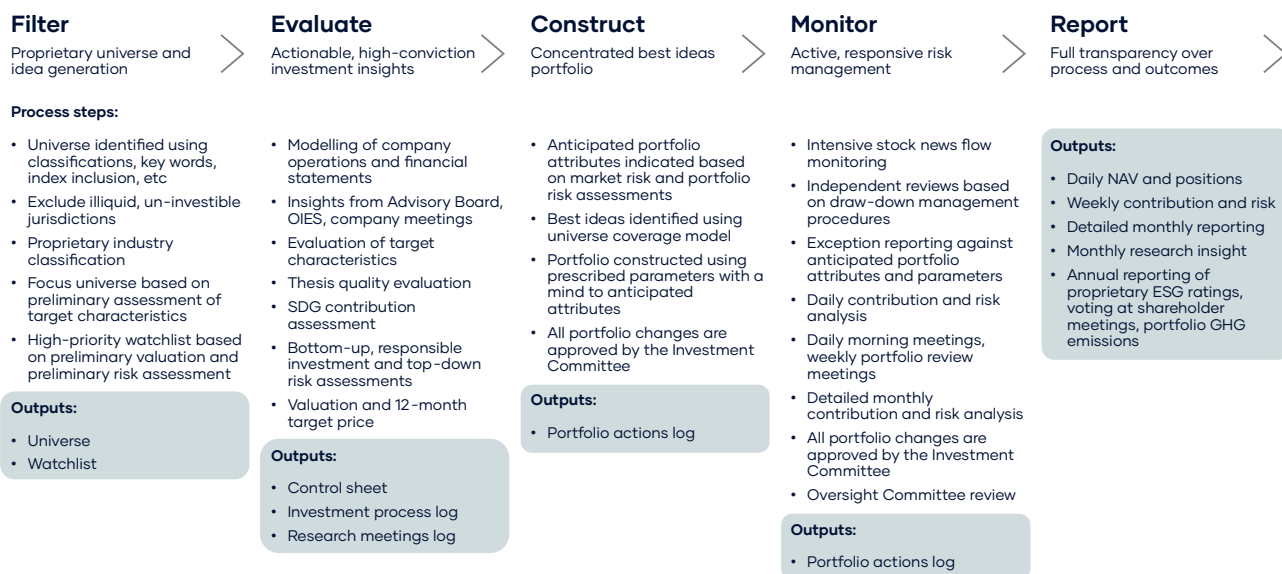 Filter
Proprietary universe and
idea generation
Process steps:
• Universe identified using
classifications, key words,
index inclusion, etc
• Exclude illiquid, un-investible
jurisdictions
• Proprietary industry
classification
• Focus universe based on
preliminary assessment of
target characteristics
• High-priority watchlist based
on preliminary valuation and
preliminary risk assessment
Outputs:
• Universe
• Watchlist
Evaluate
Actionable, high-conviction
investment insights
• Modelling of company
operations and financial
statements
• Insights from Advisory Board,
OIES, company meetings
• Evaluation of target
characteristics
• Thesis quality evaluation
• SDG contribution
assessment
• Bottom-up, responsible
investment and top-down
risk assessments
• Valuation and 12-month
target price
Outputs:
• Control sheet
• Investment process log
• Research meetings log
Construct
Concentrated best ideas
portfolio
• Anticipated portfolio
attributes indicated based
on market risk and portfolio
risk assessments
• Best ideas identified using
universe coverage model
• Portfolio constructed using
prescribed parameters with a
mind to anticipated
attributes
• All portfolio changes are
approved by the Investment
Committee
Outputs:
• Portfolio actions log
Monitor
Active, responsive risk
management
• Intensive stock news flow
monitoring
• Independent reviews based
on draw-down management
procedures
• Exception reporting against
anticipated portfolio
attributes and parameters
• Daily contribution and risk
analysis
• Daily morning meetings,
weekly portfolio review
meetings
• Detailed monthly
contribution and risk analysis
• All portfolio changes are
approved by the Investment
Committee
• Oversight Committee review
Outputs:
• Portfolio actions log
Report
Full transparency over
process and outcomes
Outputs:
• Daily NAV and positions
• Weekly contribution and risk
• Detailed monthly reporting
• Monthly research insight
• Annual reporting of
proprietary ESG ratings,
voting at shareholder
meetings, portfolio GHG
emissions